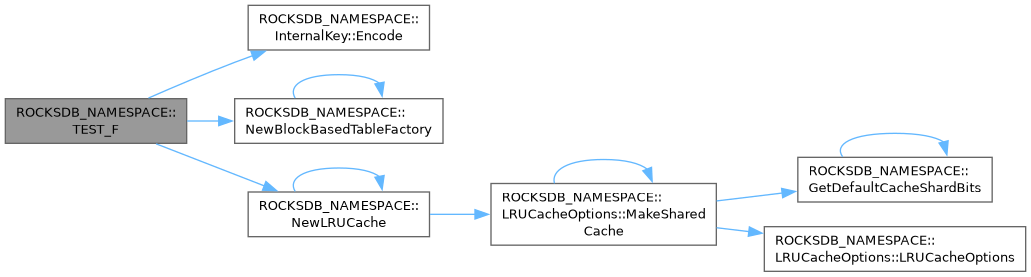 ROCKSDB_NAMESPACE::
TEST_F
ROCKSDB_NAMESPACE::
InternalKey::Encode
ROCKSDB_NAMESPACE::
NewBlockBasedTableFactory
ROCKSDB_NAMESPACE::
NewLRUCache
ROCKSDB_NAMESPACE::
LRUCacheOptions::MakeShared
Cache
ROCKSDB_NAMESPACE::
GetDefaultCacheShardBits
ROCKSDB_NAMESPACE::
LRUCacheOptions::LRUCacheOptions